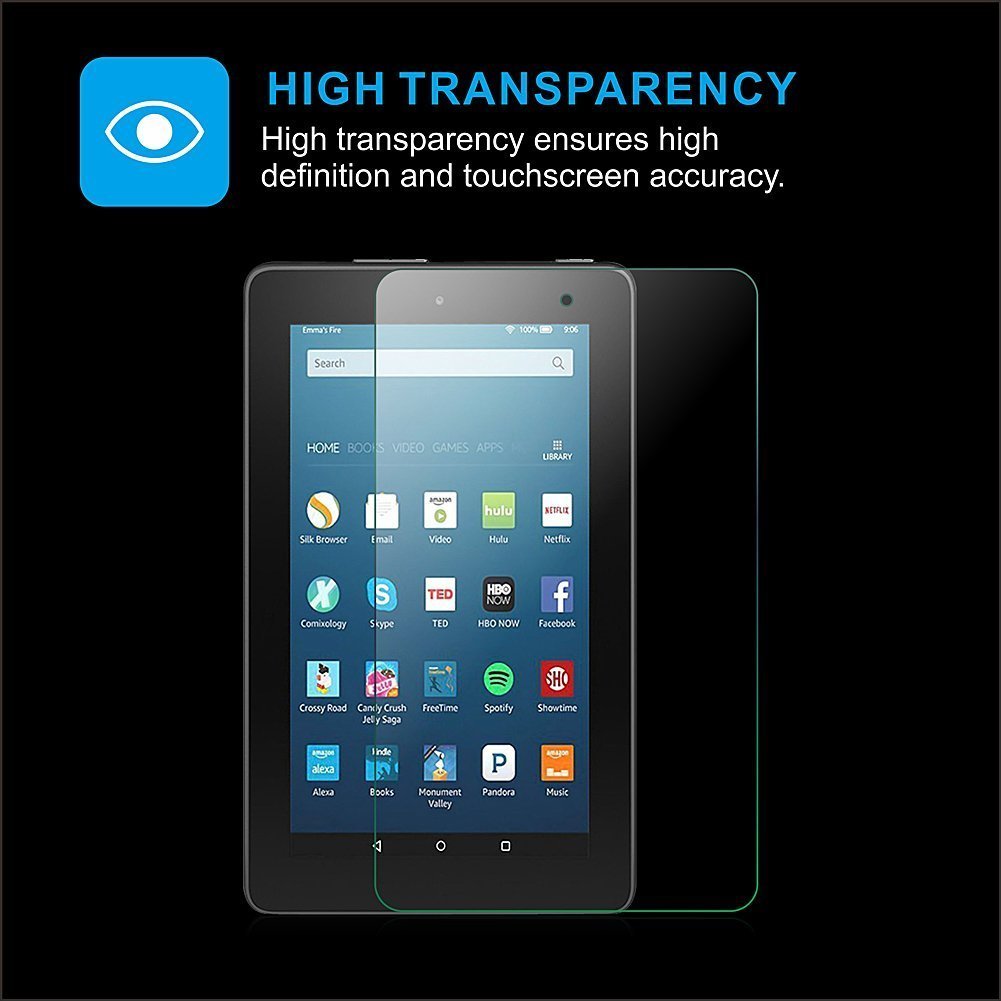 HIGH TRANSPARENCY
High transparency ensures high
definition and touchscreen accuracy.
Emma's Fire 100% 9:06
Search
HOME BOOKS VIDEO GAMES APPS
LIBRARY
amazon hulu NETFLIX
Silk Browser Email Video Hulu Netflix
TED HBO NOW
Comixology Skype TED HBO NOW Facebook
SHO
Crossy Road Candy Crush Jelly Saga FreeTime Spotify Showtime
amazon alexa kindle amazon
Alexa Books Monument Valley Pandora Music